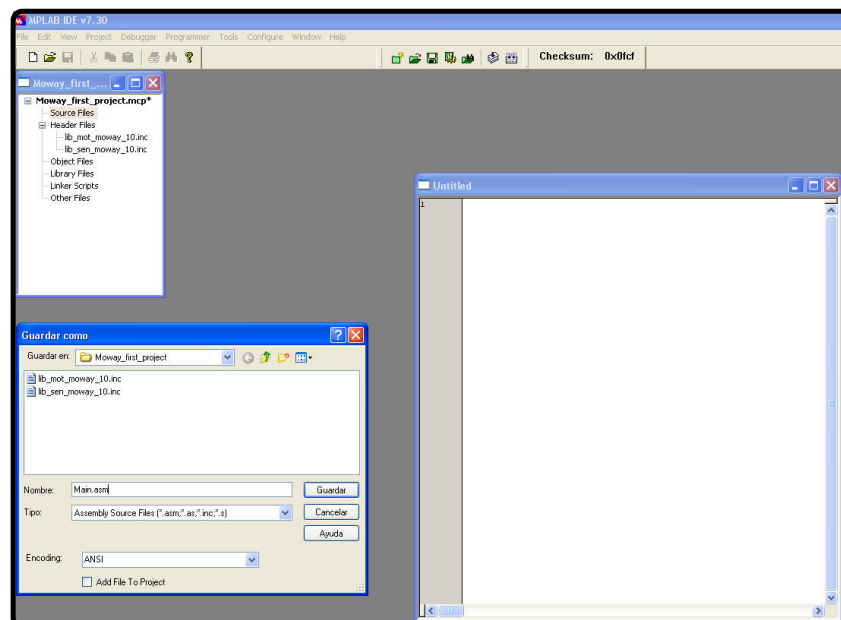 MPLAB IDE v7.30
File Edit View Project Debugger Programmer Tools Configure Window Help
Checksum: 0x0fcf
Moway_first_...
Moway_first_project.mcp*
Source Files
Header Files
lib_mot_moway_10.inc
lib_sen_moway_10.inc
Object Files
Library Files
Linker Scripts
Other Files
Untitled
1
Guardar como
Guardar en: Moway_first_project
lib_mot_moway_10.inc
lib_sen_moway_10.inc
Nombre: Main.asm Guardar
Tipo: Assembly Source Files (*.asm;*.as;*.inc;*.s) Cancelar
Ayuda
Encoding: ANSI
Add File To Project